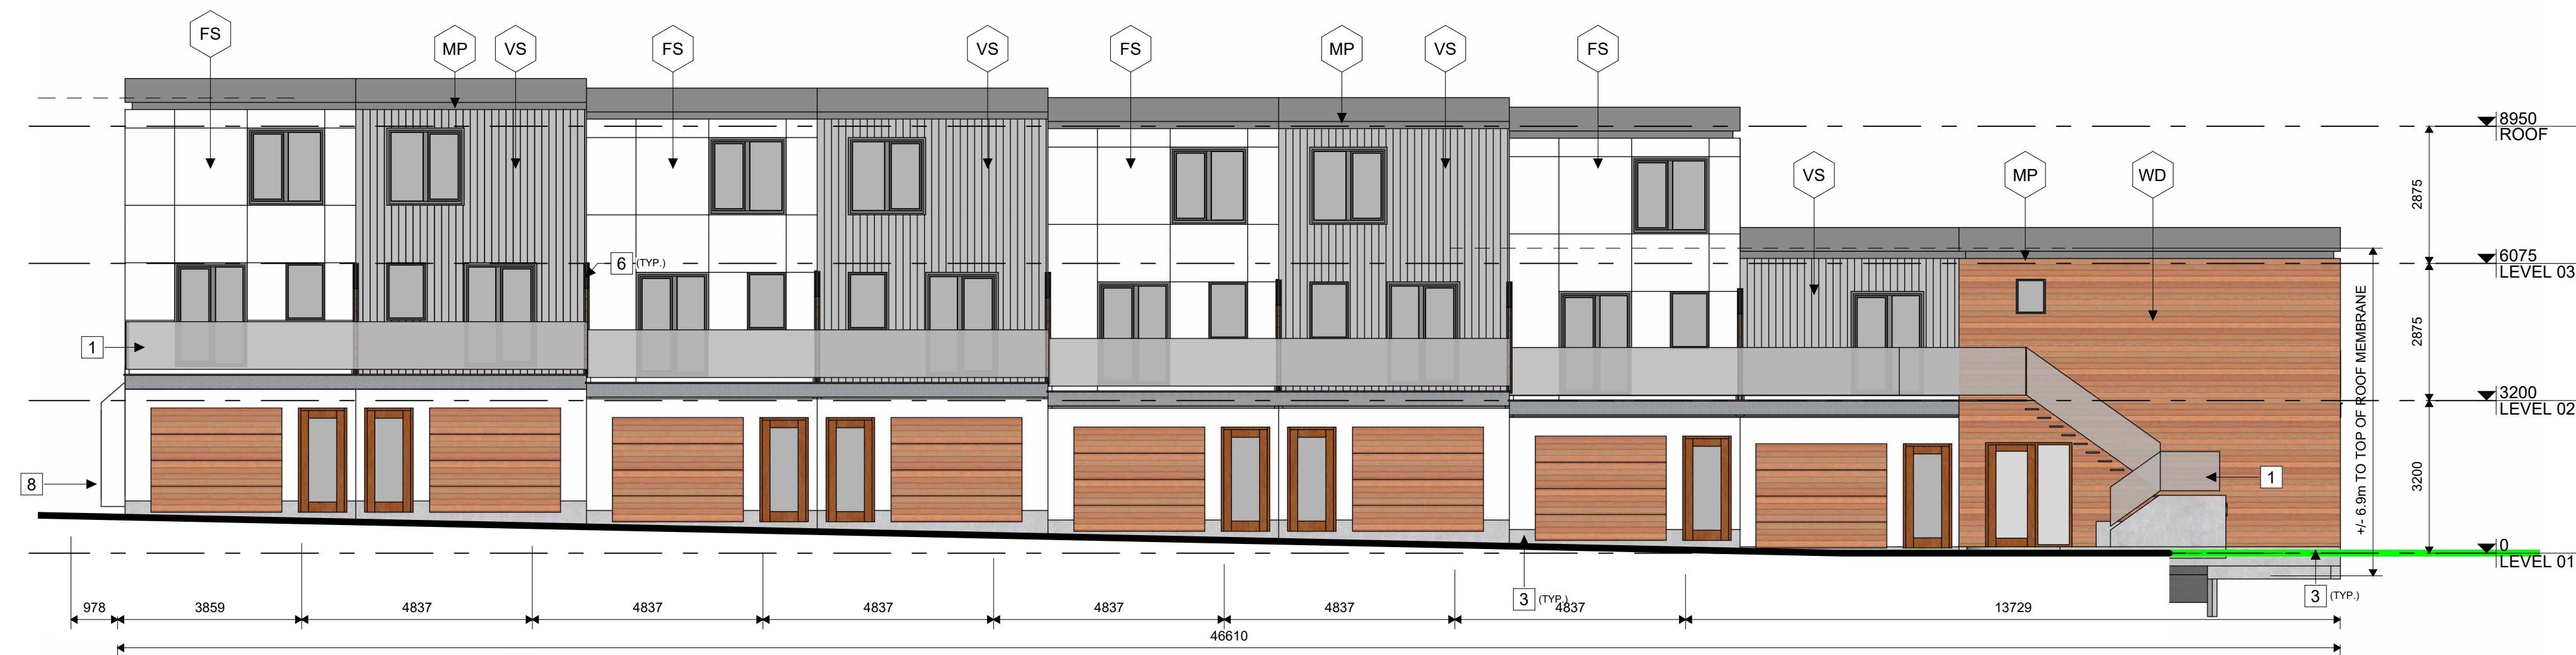 FS
MP
VS
FS
VS
FS
MP
VS
FS
VS
MP
WD
8950
ROOF
2875
6075
LEVEL 03
6 (TYP.)
1
2875
+/- 6.9m TO TOP OF ROOF MEMBRANE
3200
LEVEL 02
8
1
3200
0
LEVEL 01
3 (TYP.)
3 (TYP.)
978
3859
4837
4837
4837
4837
4837
4837
13729
46610